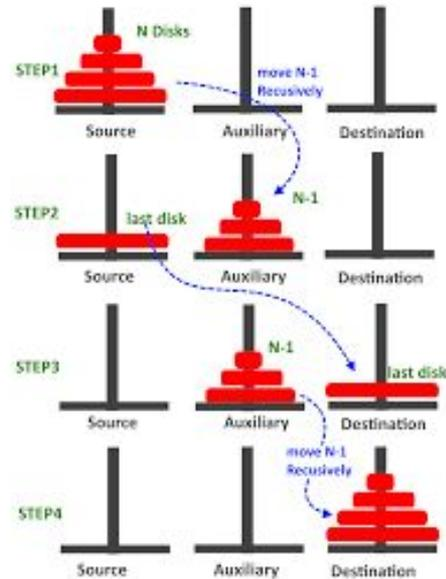 N Disks
STEP1
move N-1
Recusively
Source Auxiliary Destination
STEP2
last disk
N-1
Source Auxiliary Destination
STEP3
N-1
last disk
Source Auxiliary Destination
move N-1
Recusively
STEP4
Source Auxiliary Destination